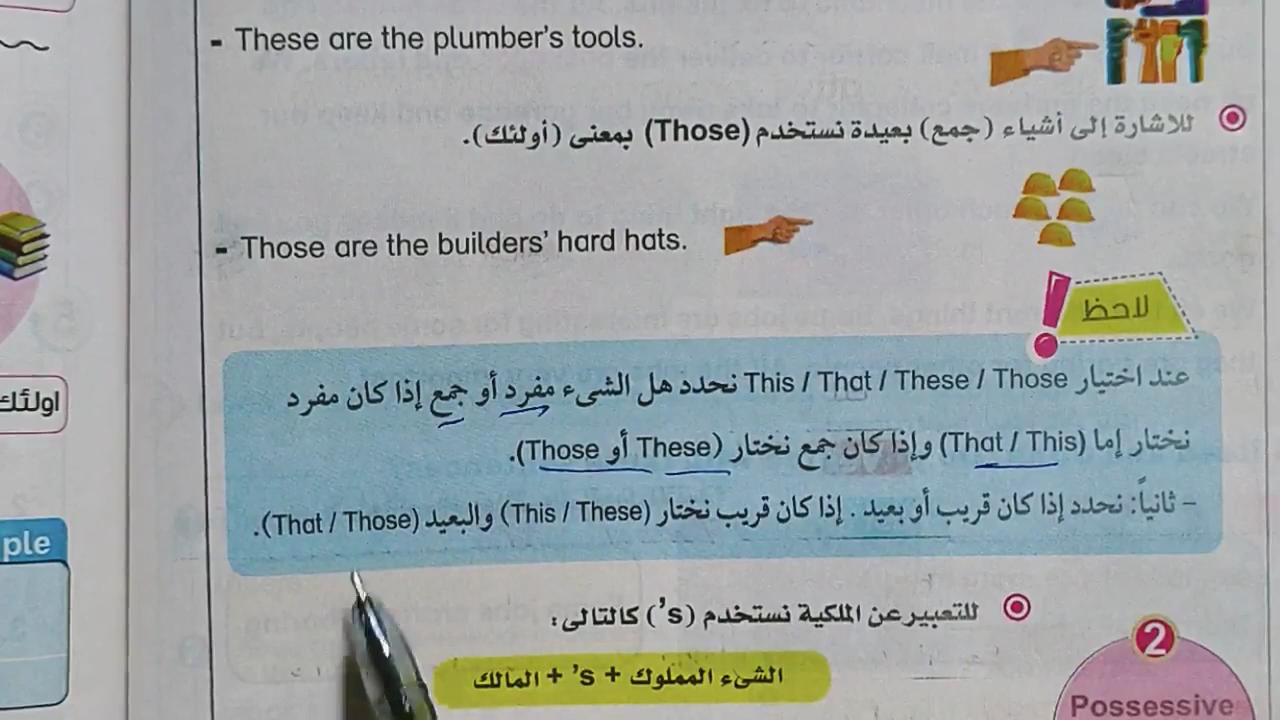 - These are the plumber's tools.
للاشارة إلى أشياء (جمع) بعيدة نستخدم (Those) بمعنى (أولئك).
- Those are the builders' hard hats.
لاحظ
عند اختيار This / That / These / Those نحدد هل الشىء مفرد أو جمع إذا كان مفرد
نختار إما (That / This) وإذا كان جمع نختار (These أو Those).
- ثانياً: نحدد إذا كان قريب أو بعيد . إذا كان قريب نختار (This / These) والبعيد (That / Those).
اولئك
ple
للتعبير عن الملكية نستخدم ('s) كالتالى:
الشىء المملوك + 's + المالك
2
Possessive